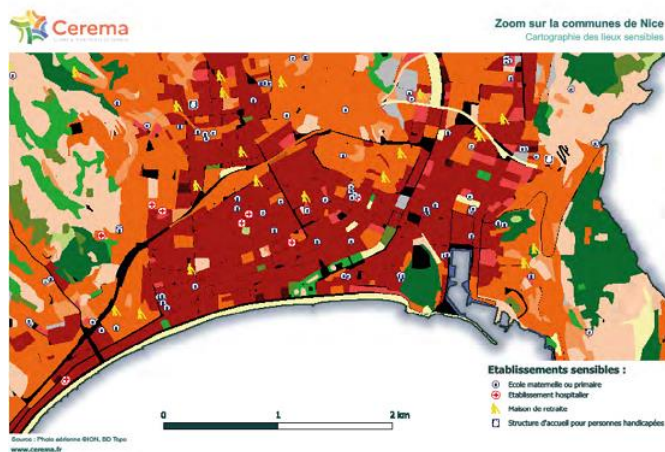 Cerema
Zoom sur la communes de Nice
Cartographie des lieux sensibles
Etablissements sensibles :
Ecole maternelle ou primaire
Etablissement hospitalier
Maison de retraite
Structure d'accueil pour personnes handicapées
0 1 2 km
Source : Photo aérienne ©IGN, BD Topo
www.cerema.fr